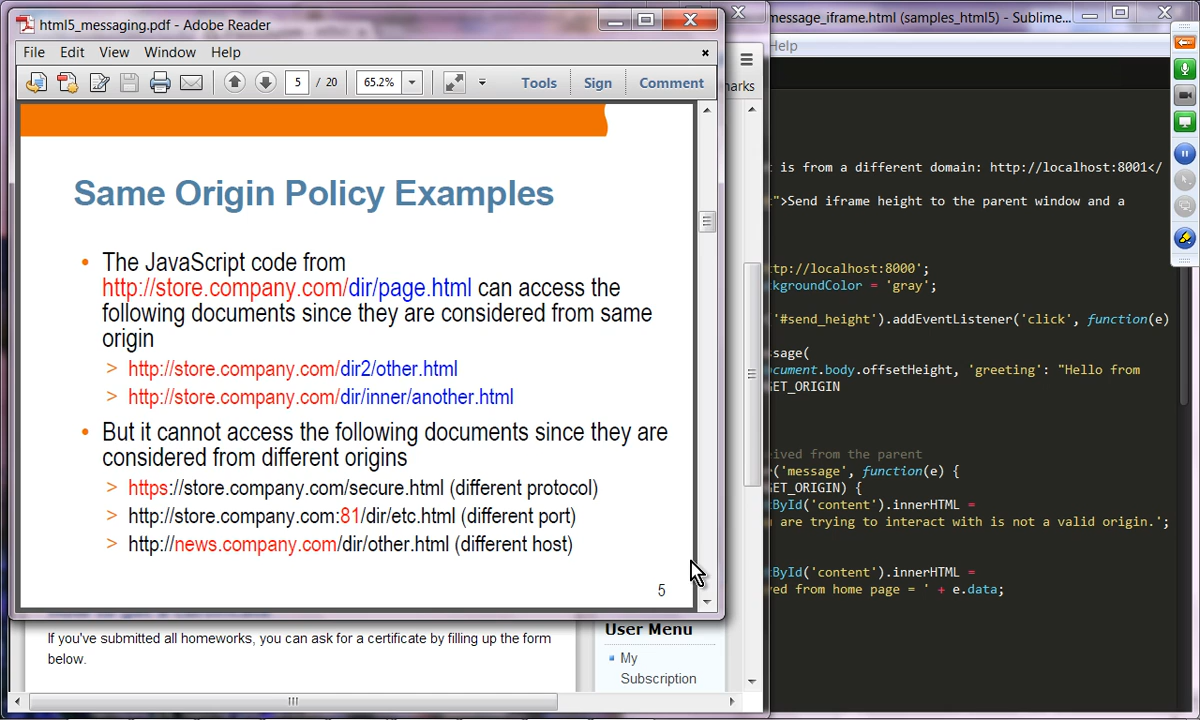 html5_messaging.pdf - Adobe Reader
File Edit View Window Help
5 / 20 65.2% Tools Sign Comment
Same Origin Policy Examples
• The JavaScript code from
http://store.company.com/dir/page.html can access the
following documents since they are considered from same
origin
> http://store.company.com/dir2/other.html
> http://store.company.com/dir/inner/another.html
• But it cannot access the following documents since they are
considered from different origins
> https://store.company.com/secure.html (different protocol)
> http://store.company.com:81/dir/etc.html (different port)
> http://news.company.com/dir/other.html (different host)
5
If you've submitted all homeworks, you can ask for a certificate by filling up the form
below.
User Menu
My
Subscription
arks
message_iframe.html (samples_html5) - Sublime...
Help
t is from a different domain: http://localhost:8001</
">Send iframe height to the parent window and a
tp://localhost:8000';
kgroundColor = 'gray';
'#send_height').addEventListener('click', function(e)
ssage(
ocument.body.offsetHeight, 'greeting': "Hello from
GET_ORIGIN
eived from the parent
('message', function(e) {
GET_ORIGIN) {
tById('content').innerHTML =
are trying to interact with is not a valid origin.';
tById('content').innerHTML =
ed from home page = ' + e.data;